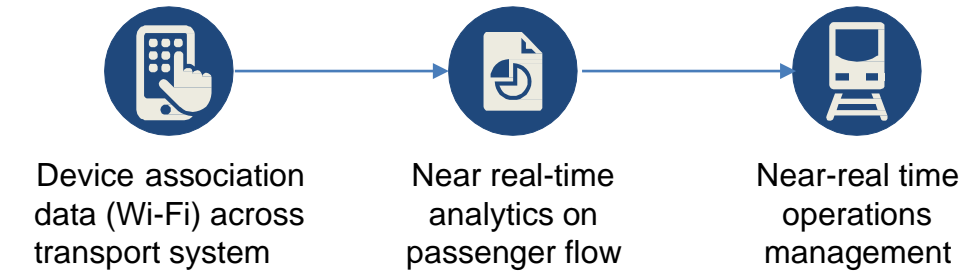 Device association
data (Wi-Fi) across
transport system
Near real-time
analytics on
passenger flow
Near-real time
operations
management